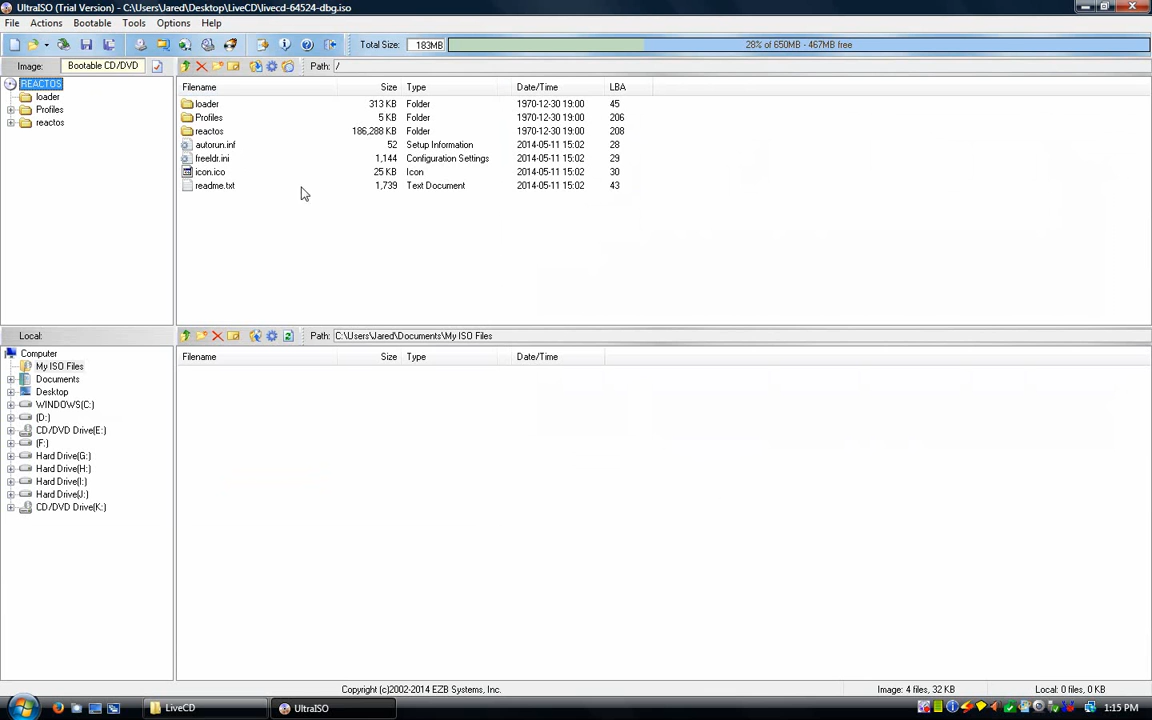 UltraISO (Trial Version) - C:\Users\Jared\Desktop\LiveCD\livecd-64524-dbg.iso
File Actions Bootable Tools Options Help
Total Size: 183MB 28% of 650MB - 467MB free
Image: Bootable CD/DVD Path: /
REACTOS
loader
Profiles
reactos
Filename Size Type Date/Time LBA
loader 313 KB Folder 1970-12-30 19:00 45
Profiles 5 KB Folder 1970-12-30 19:00 206
reactos 186,288 KB Folder 1970-12-30 19:00 208
autorun.inf 52 Setup Information 2014-05-11 15:02 28
freeldr.ini 1,144 Configuration Settings 2014-05-11 15:02 29
icon.ico 25 KB Icon 2014-05-11 15:02 30
readme.txt 1,739 Text Document 2014-05-11 15:02 43
Local: Path: C:\Users\Jared\Documents\My ISO Files
Computer
My ISO Files
Documents
Desktop
WINDOWS(C:)
(D:)
CD/DVD Drive(E:)
(F:)
Hard Drive(G:)
Hard Drive(H:)
Hard Drive(I:)
Hard Drive(J:)
CD/DVD Drive(K:)
Filename Size Type Date/Time
Copyright (c)2002-2014 EZB Systems, Inc. Image: 4 files, 32 KB Local: 0 files, 0 KB
LiveCD UltraISO 1:15 PM